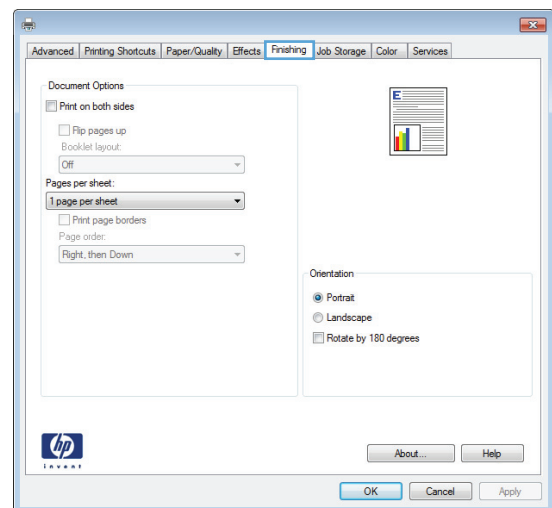 Advanced Printing Shortcuts Paper/Quality Effects Finishing Job Storage Color Services
Document Options
Print on both sides
Flip pages up
Booklet layout:
Off
Pages per sheet:
1 page per sheet
Print page borders
Page order:
Right, then Down
E
Orientation
Portrait
Landscape
Rotate by 180 degrees
hp
invent
About... Help
OK Cancel Apply